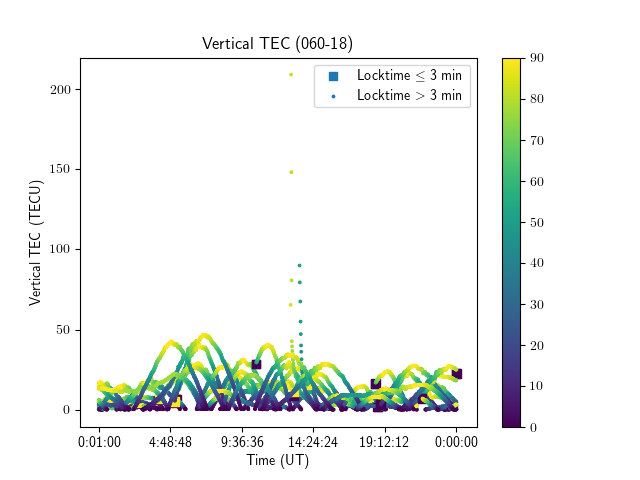 Vertical TEC (060-18)
Locktime ≤ 3 min
Locktime > 3 min
Vertical TEC (TECU)
200
150
100
50
0
0:01:00 4:48:48 9:36:36 14:24:24 19:12:12 0:00:00
Time (UT)
90
80
70
60
50
40
30
20
10
0